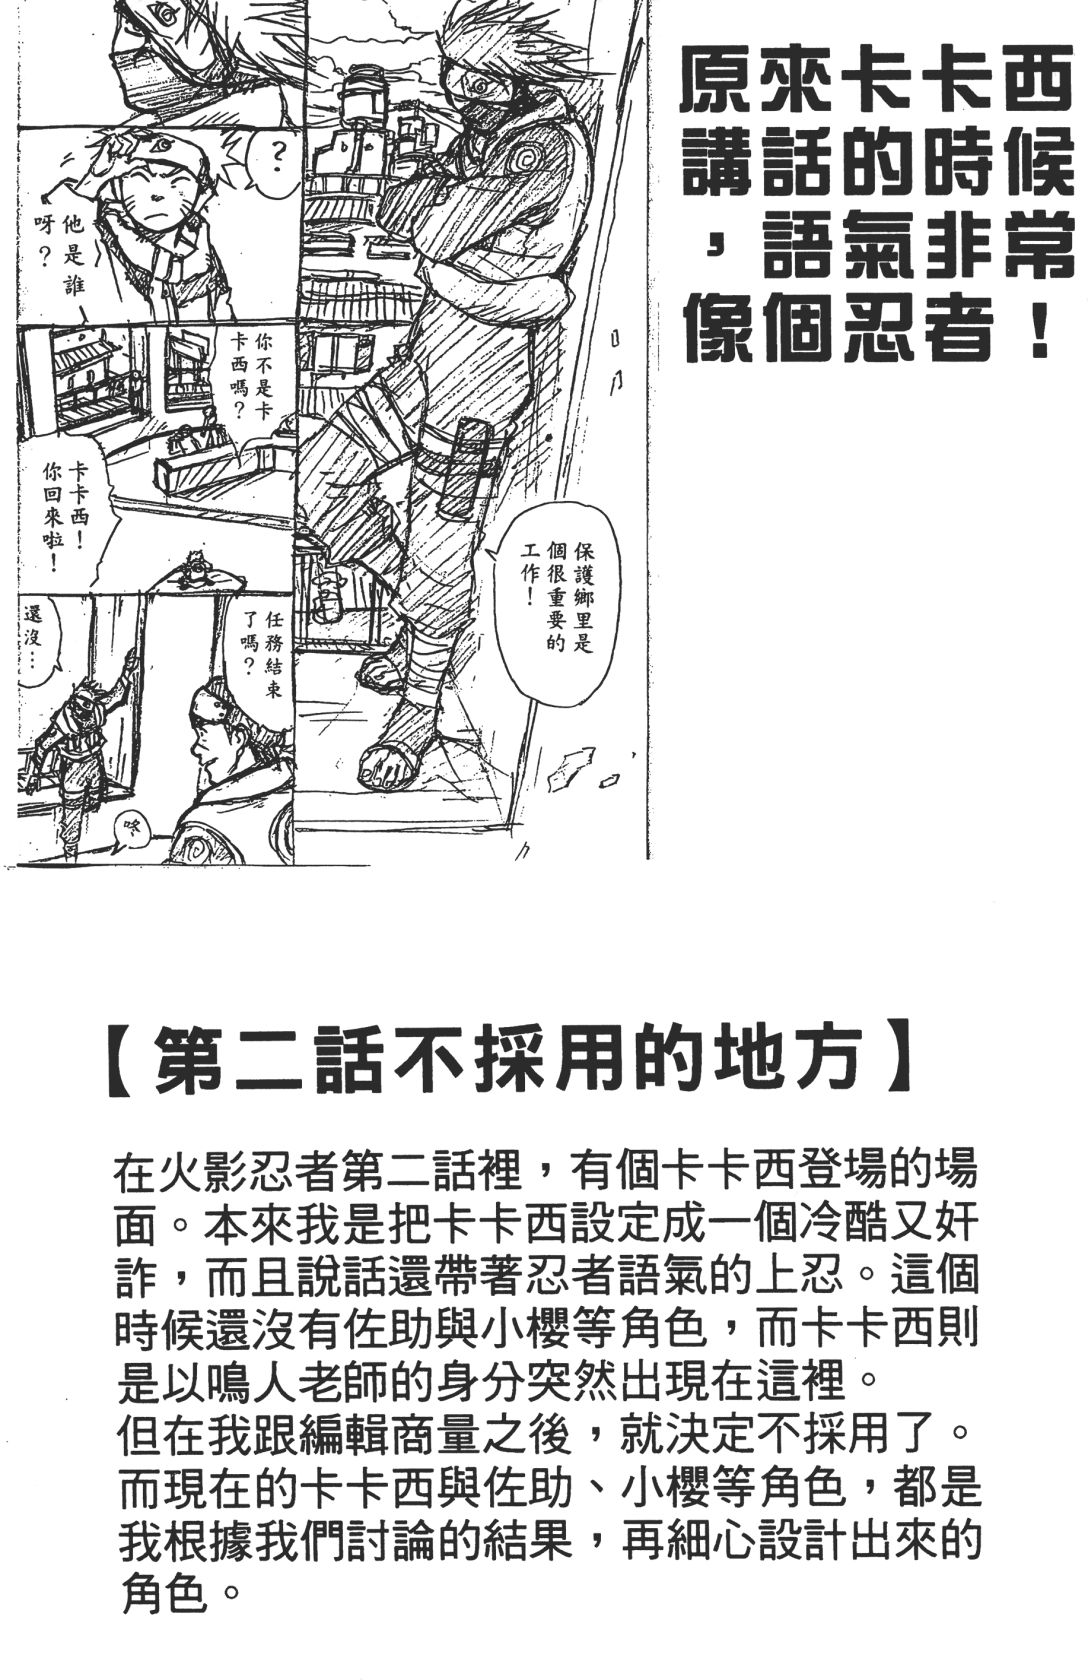 原來卡卡西
講話的時候
，語氣非常
像個忍者！
保護鄉里是
個很重要的
工作！
？
他是誰
呀？
你不是卡
卡西嗎？
卡卡西！
你回來啦！
任務結束
了嗎？
還沒…
咚
【第二話不採用的地方】
在火影忍者第二話裡，有個卡卡西登場的場
面。本來我是把卡卡西設定成一個冷酷又奸
詐，而且說話還帶著忍者語氣的上忍。這個
時候還沒有佐助與小櫻等角色，而卡卡西則
是以鳴人老師的身分突然出現在這裡。
但在我跟編輯商量之後，就決定不採用了。
而現在的卡卡西與佐助、小櫻等角色，都是
我根據我們討論的結果，再細心設計出來的
角色。